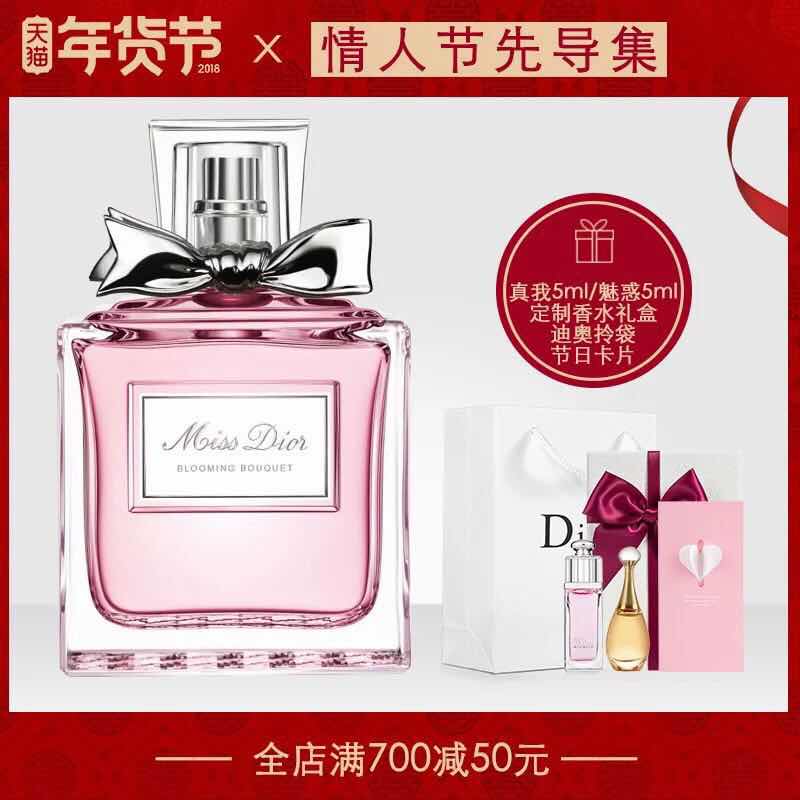 天猫 年货节 2018 × 情人节先导集
真我5ml/魅惑5ml
定制香水礼盒
迪奥拎袋
节日卡片
Miss Dior
BLOOMING BOUQUET
Di
全店满700减50元